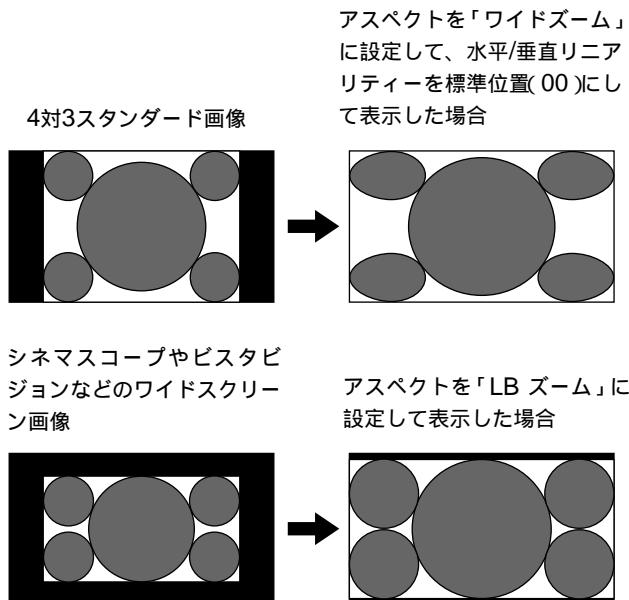 4対3スタンダード画像
アスペクトを「ワイドズーム」
に設定して、水平/垂直リニア
リティーを標準位置(00)にし
て表示した場合
シネマスコープやビスタビ
ジョンなどのワイドスクリー
ン画像
アスペクトを「LB ズーム」に
設定して表示した場合